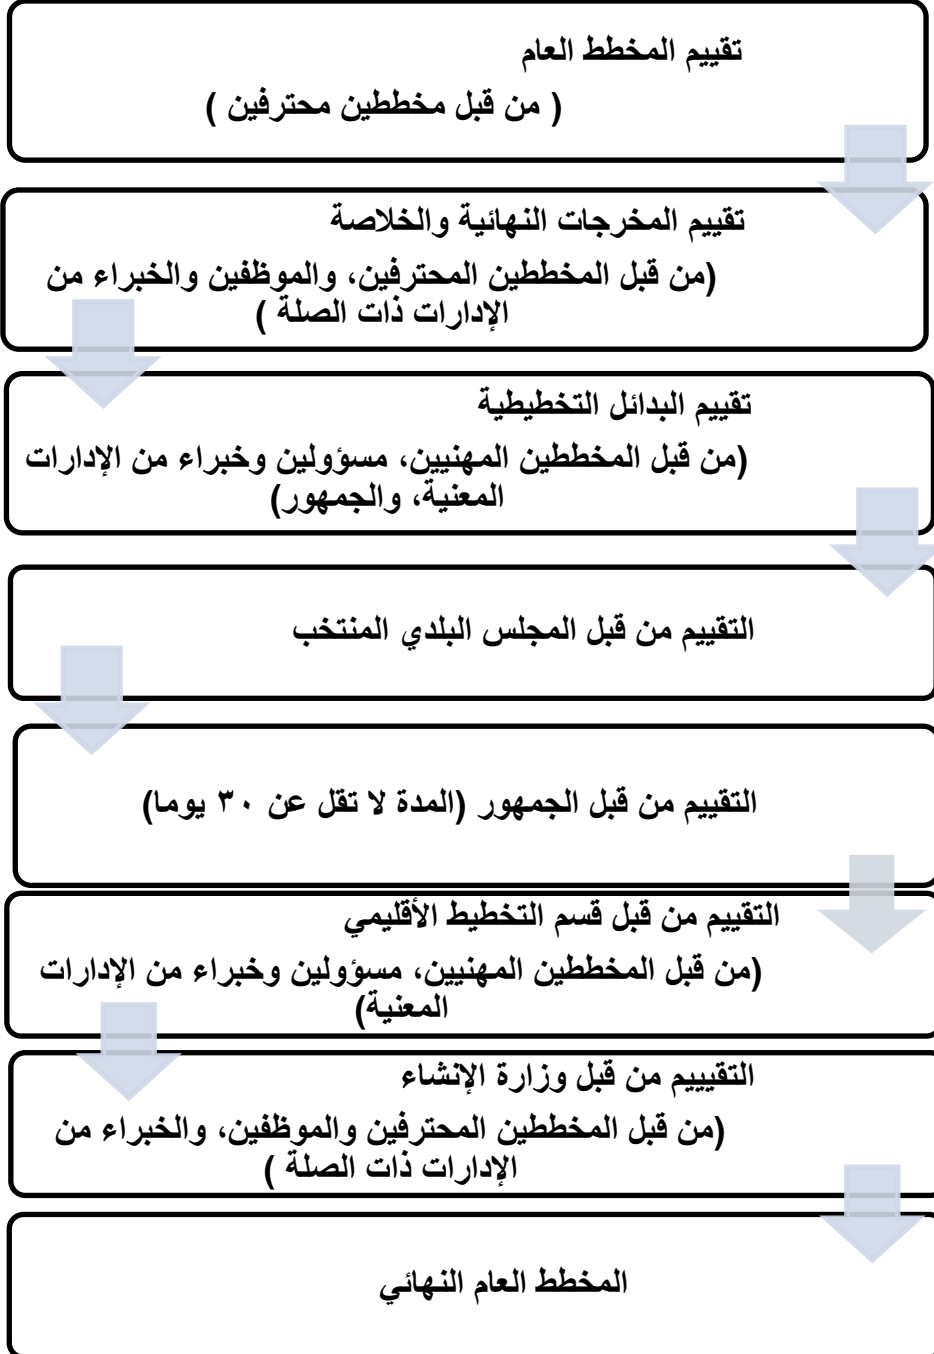 تقييم المخطط العام
( من قبل مخططين محترفين )
تقييم المخرجات النهائية والخلاصة
(من قبل المخططين المحترفين، والموظفين والخبراء من
الإدارات ذات الصلة )
تقييم البدائل التخطيطية
(من قبل المخططين المهنيين، مسؤولين وخبراء من الإدارات
المعنية، والجمهور)
التقييم من قبل المجلس البلدي المنتخب
التقييم من قبل الجمهور (المدة لا تقل عن ٣٠ يوما)
التقييم من قبل قسم التخطيط الأقليمي
(من قبل المخططين المهنيين، مسؤولين وخبراء من الإدارات
المعنية)
التقيييم من قبل وزارة الإنشاء
(من قبل المخططين المحترفين والموظفين، والخبراء من
الإدارات ذات الصلة )
المخطط العام النهائي